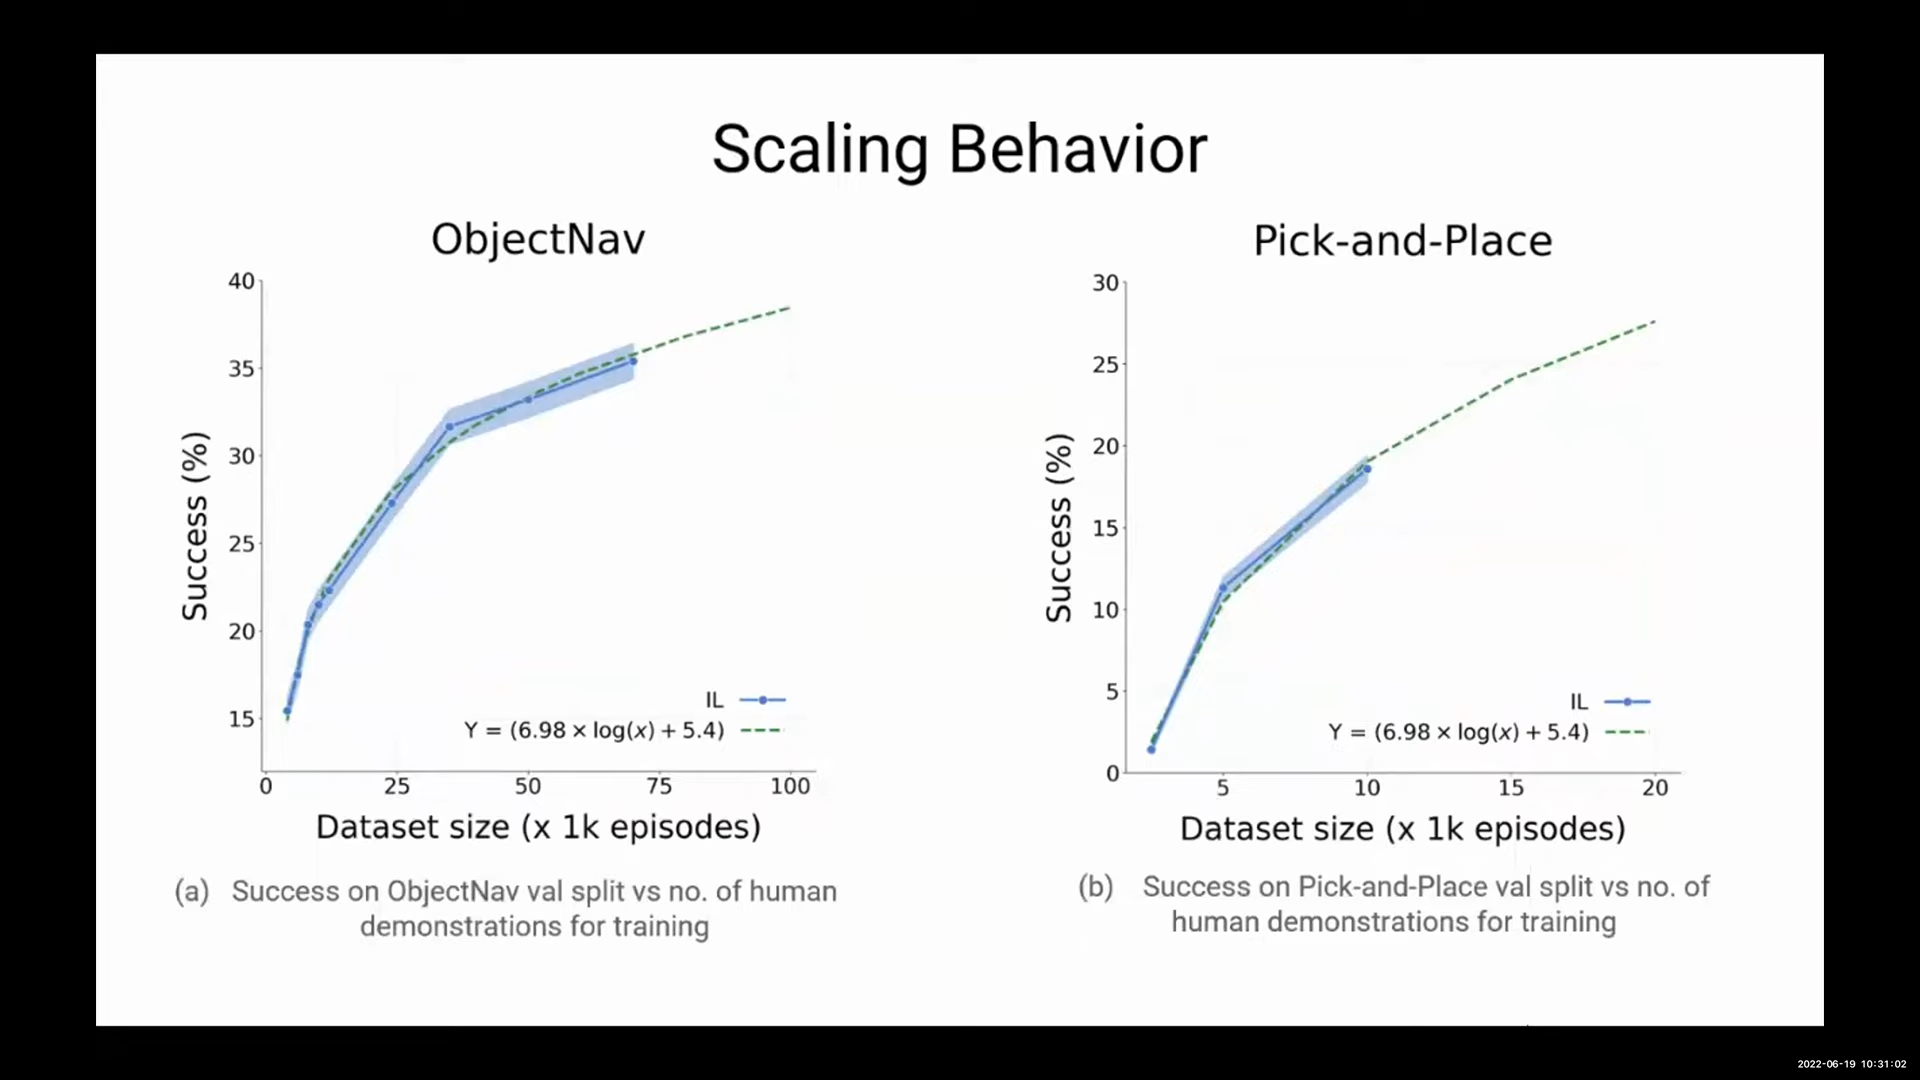 Scaling Behavior
ObjectNav
40
35
30
25
20
15
Success (%)
IL
Y = (6.98 × log(x) + 5.4)
0 25 50 75 100
Dataset size (x 1k episodes)
(a) Success on ObjectNav val split vs no. of human
demonstrations for training
Pick-and-Place
30
25
20
15
10
5
0
Success (%)
IL
Y = (6.98 × log(x) + 5.4)
5 10 15 20
Dataset size (x 1k episodes)
(b) Success on Pick-and-Place val split vs no. of
human demonstrations for training
2022-06-19 10:31:02